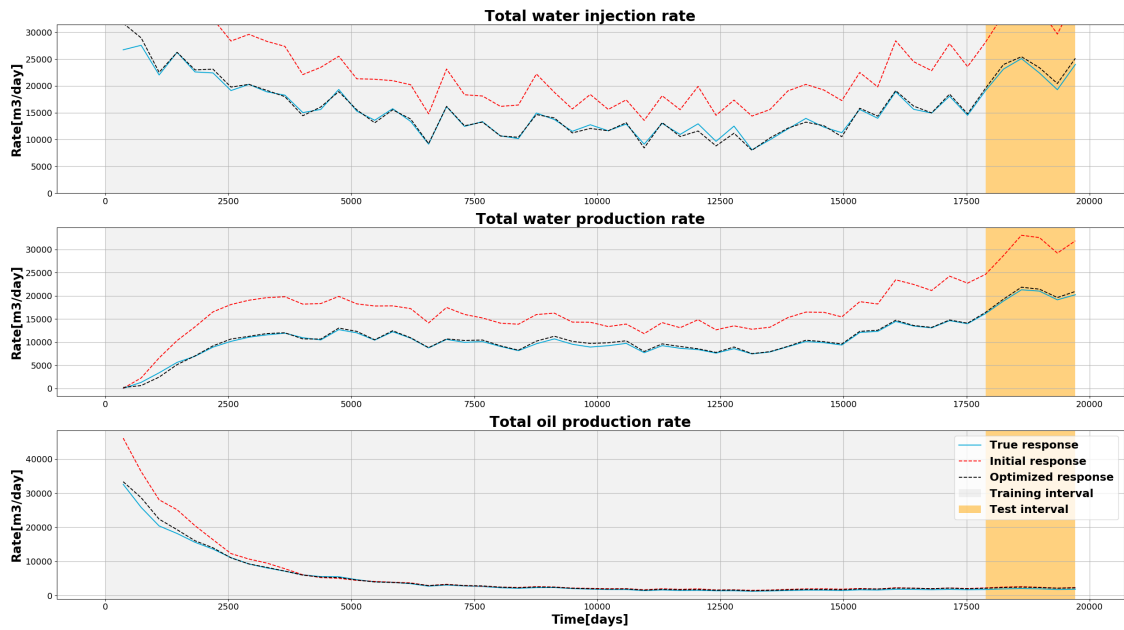 Total water injection rate
Rate[m3/day]
30000
25000
20000
15000
10000
5000
0
0 2500 5000 7500 10000 12500 15000 17500 20000
Total water production rate
Rate[m3/day]
30000
25000
20000
15000
10000
5000
0
0 2500 5000 7500 10000 12500 15000 17500 20000
Total oil production rate
Rate[m3/day]
40000
30000
20000
10000
0
True response
Initial response
Optimized response
Training interval
Test interval
0 2500 5000 7500 10000 12500 15000 17500 20000
Time[days]